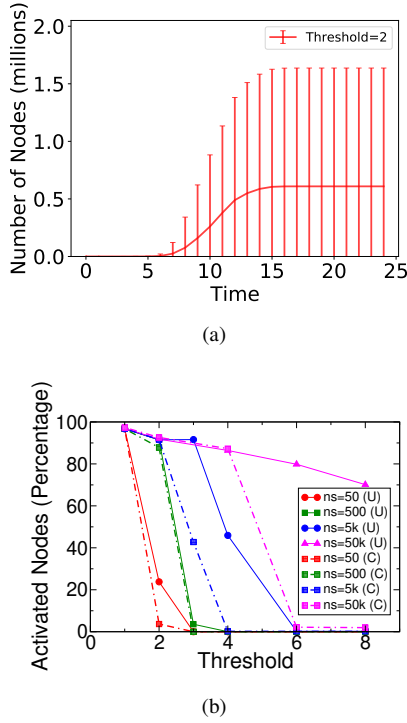 Number of Nodes (millions)
2.0
1.5
1.0
0.5
0.0
Threshold=2
0 5 10 15 20 25
Time
(a)
Activated Nodes (Percentage)
100
80
60
40
20
0
ns=50 (U)
ns=500 (U)
ns=5k (U)
ns=50k (U)
ns=50 (C)
ns=500 (C)
ns=5k (C)
ns=50k (C)
0 2 4 6 8
Threshold
(b)